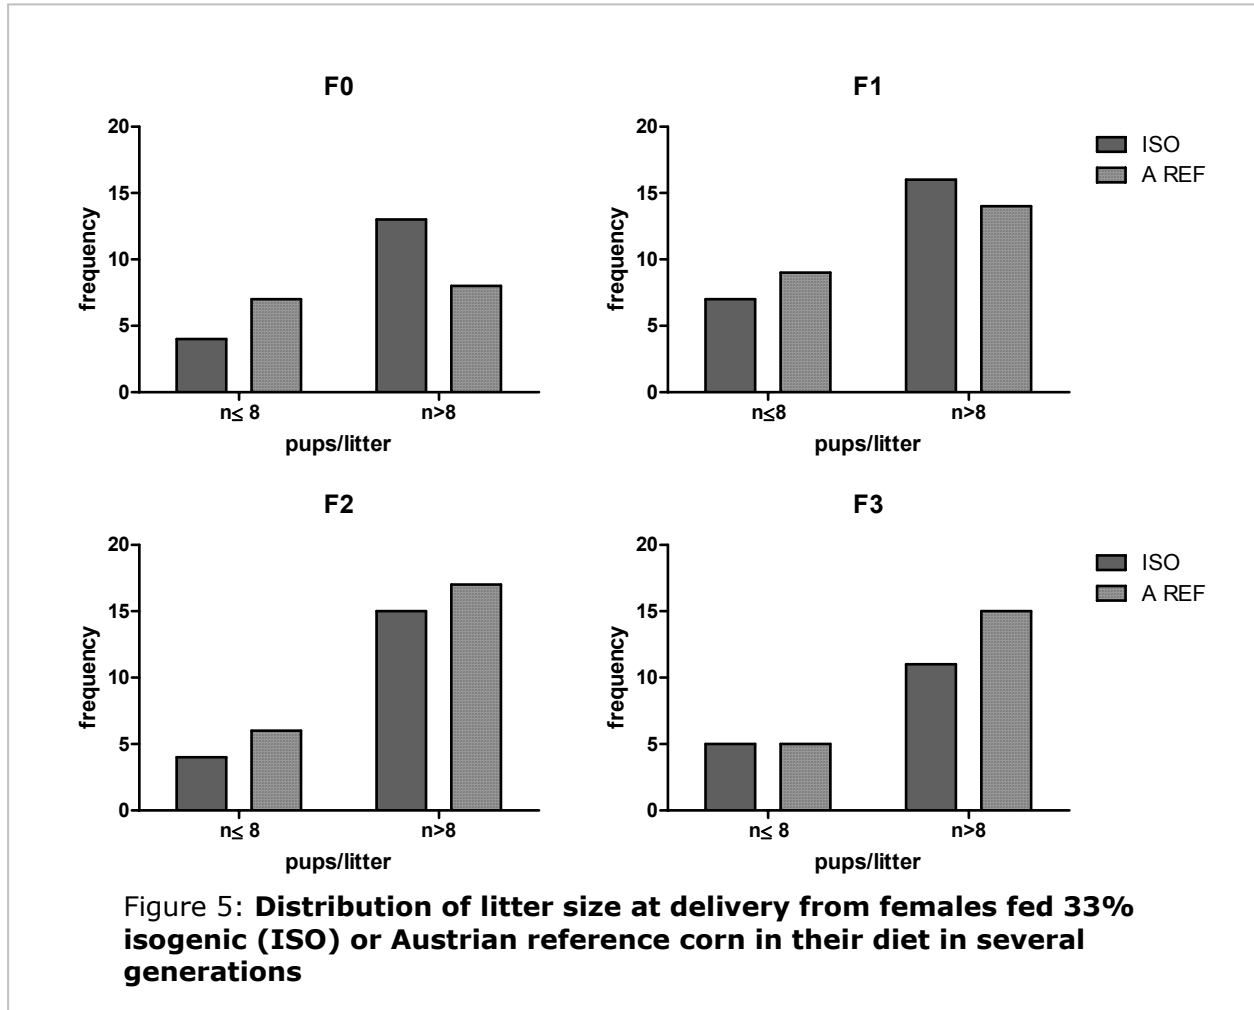 F0
20
15
10
5
0
frequency
n≤ 8
n>8
pups/litter
F1
20
15
10
5
0
frequency
n≤8
n>8
pups/litter
ISO
A REF
F2
20
15
10
5
0
frequency
n≤ 8
n>8
pups/litter
F3
20
15
10
5
0
frequency
n≤ 8
n>8
pups/litter
ISO
A REF
Figure 5: Distribution of litter size at delivery from females fed 33%
isogenic (ISO) or Austrian reference corn in their diet in several
generations